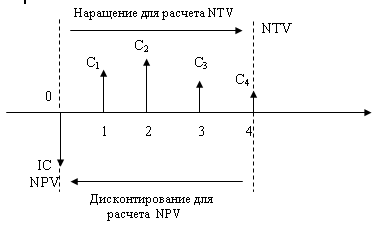 Наращение для расчета NTV
NTV
C1
C2
C3
C4
0
1 2 3 4
IC
NPV
Дисконтирование для
расчета NPV